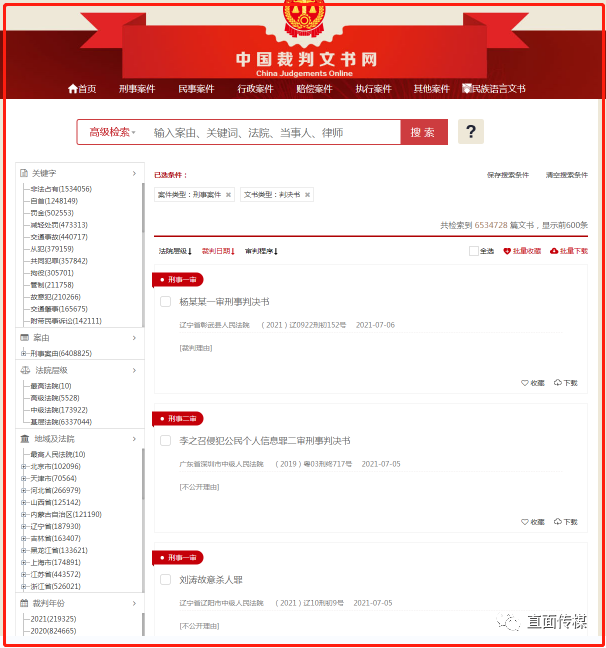 中国裁判文书网
China Judgements Online
首页 刑事案件 民事案件 行政案件 赔偿案件 执行案件 其他案件 民族语言文书
高级检索 输入案由、关键词、法院、当事人、律师 搜索 ?
关键字
非法占有(1534056)
自首(1248149)
罚金(502553)
减轻处罚(473313)
交通事故(440717)
从犯(379159)
共同犯罪(357842)
拘役(305701)
管制(211758)
故意犯(210266)
交通肇事(165675)
附带民事诉讼(142111)
案由
刑事案由(6408825)
法院层级
最高法院(10)
高级法院(5528)
中级法院(173922)
基层法院(6337044)
地域及法院
最高人民法院(10)
北京市(102096)
天津市(70564)
河北省(266979)
山西省(125142)
内蒙古自治区(121190)
辽宁省(187930)
吉林省(163407)
黑龙江省(133621)
上海市(174891)
江苏省(443572)
浙江省(526021)
裁判年份
2021(219325)
2020(824665)
已选条件： 保存搜索条件 清空搜索条件
案件类型：刑事案件 文书类型：判决书
共检索到 6534728 篇文书，显示前600条
法院层级 裁判日期 审判程序 全选 批量收藏 批量下载
刑事一审
杨某某一审刑事判决书
辽宁省彰武县人民法院 （2021）辽0922刑初152号 2021-07-06
[裁判理由]
收藏 下载
刑事二审
李之召侵犯公民个人信息罪二审刑事判决书
广东省深圳市中级人民法院 （2019）粤03刑终717号 2021-07-05
[不公开理由]
收藏 下载
刑事一审
刘涛故意杀人罪
辽宁省辽阳市中级人民法院 （2021）辽10刑初9号 2021-07-05
[不公开理由]
直面传媒